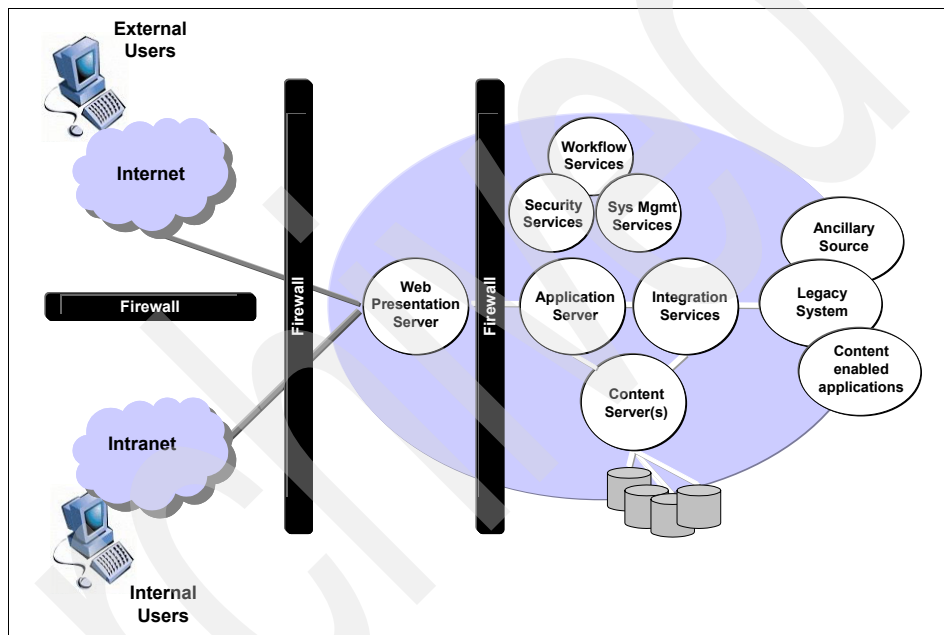 External
Users
Internet
Firewall
Intranet
Internal
Users
Firewall
Web
Presentation
Server
Firewall
Workflow
Services
Security
Services
Sys Mgmt
Services
Application
Server
Integration
Services
Content
Server(s)
Ancillary
Source
Legacy
System
Content
enabled
applications